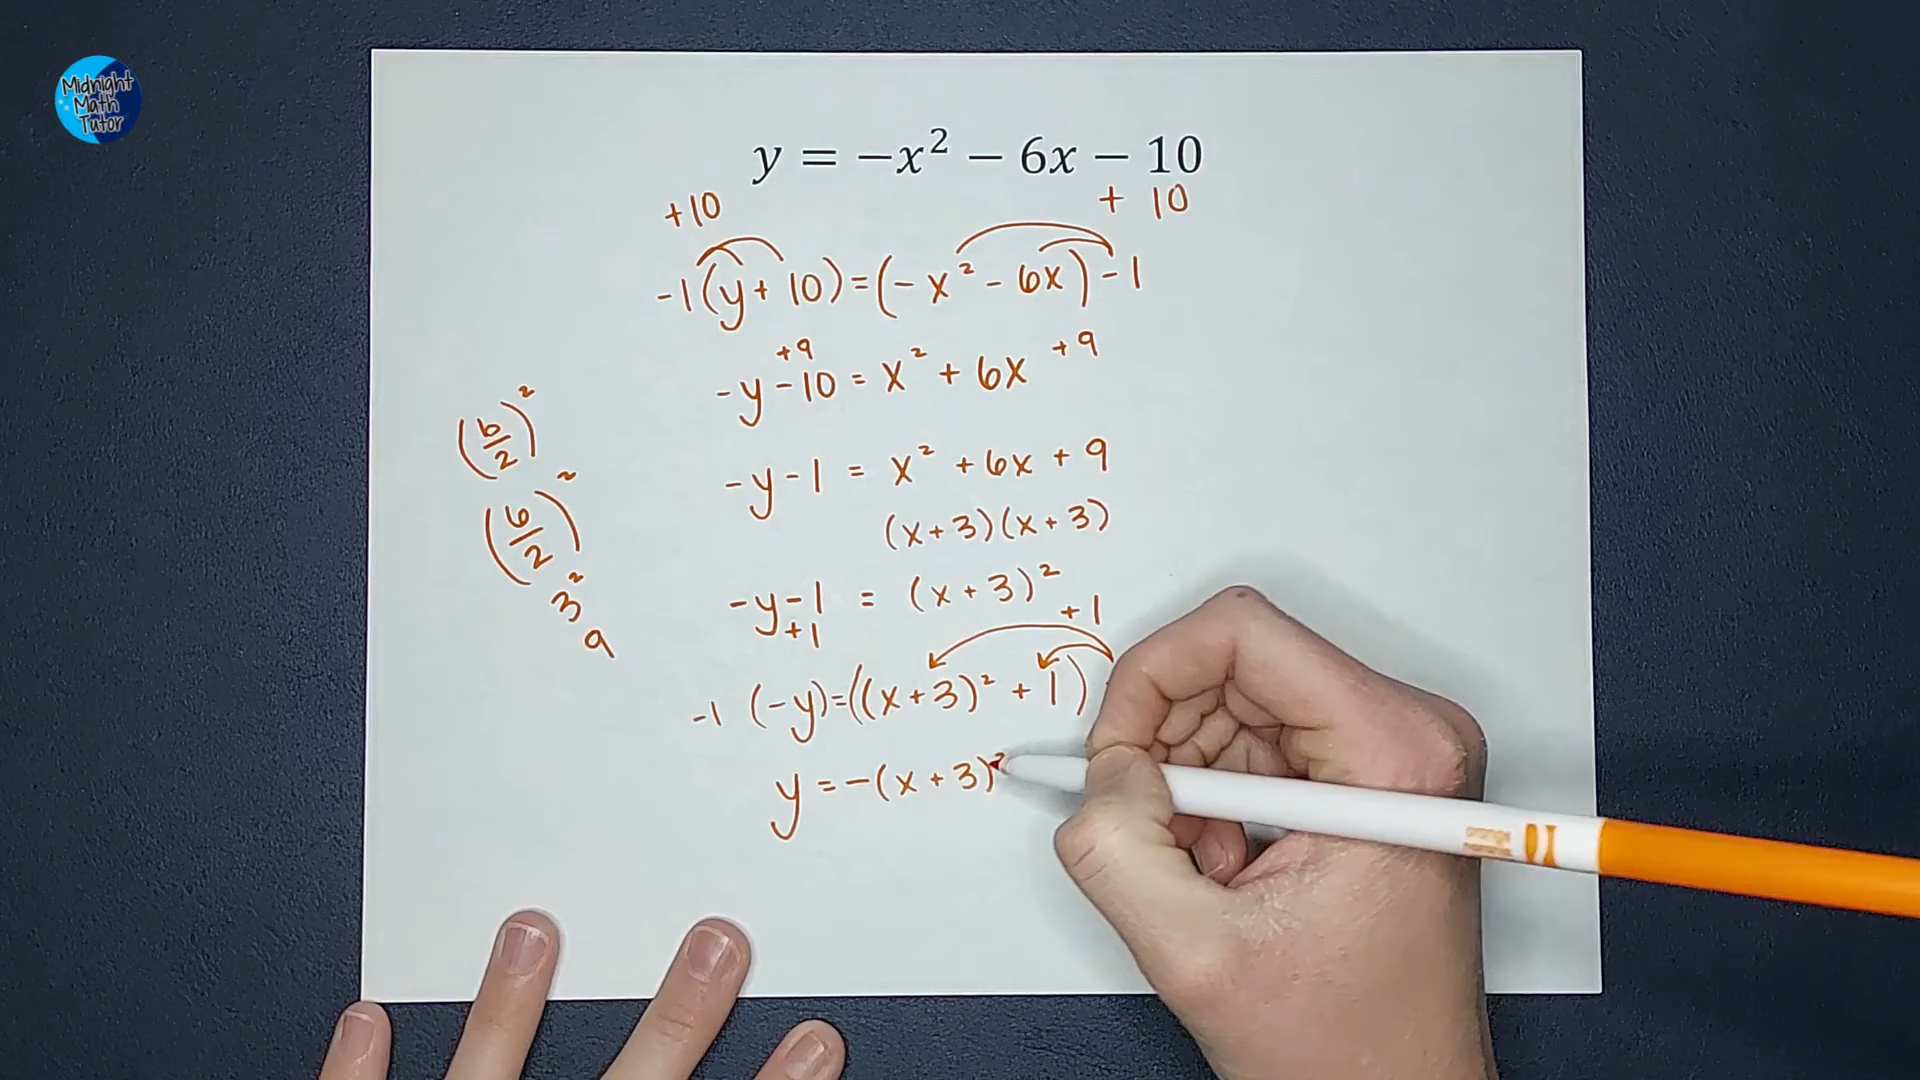 Midnight
Math
Tutor
y = −x² − 6x − 10
+10 + 10
-1(y+10)=(-x²-6x)-1
+9 +9
-y-10 = x² + 6x
-y-1 = x² + 6x + 9
(x+3)(x+3)
-y-1 = (x+3)²
+1 +1
-1 (-y)=((x+3)² + 1)
y = -(x+3)²
(b/2)²
(6/2)²
3²
9